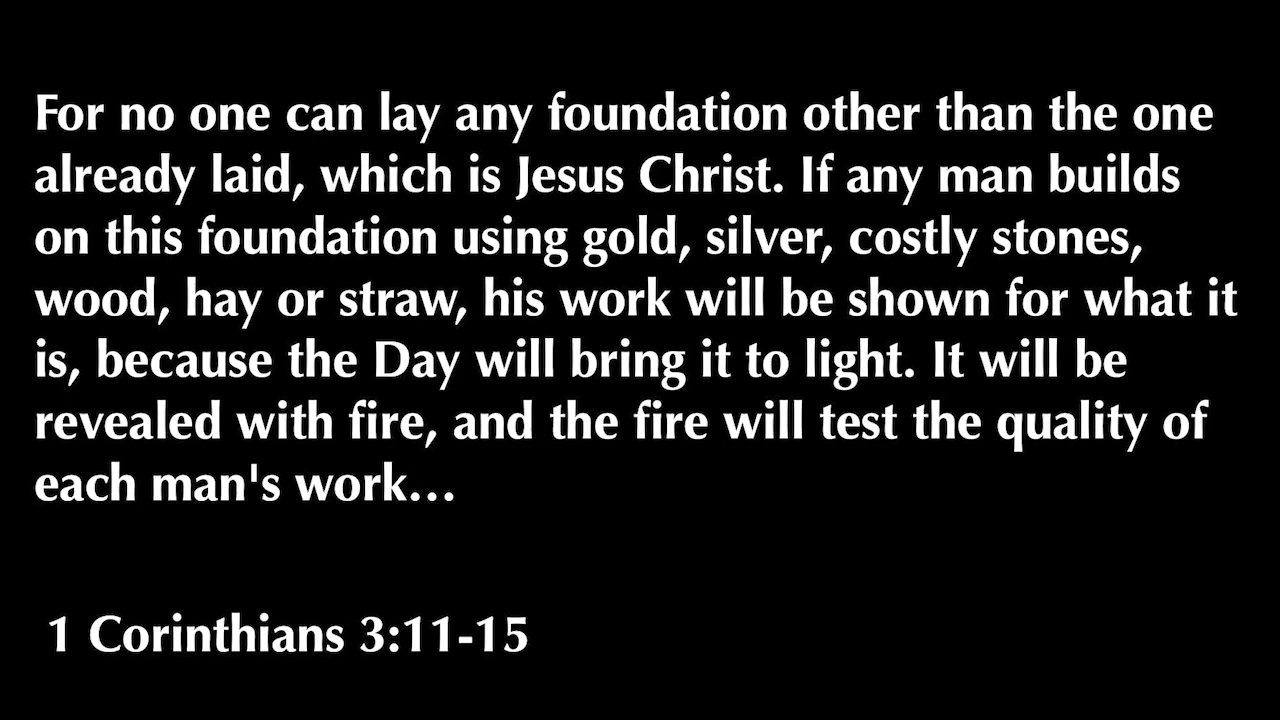 For no one can lay any foundation other than the one
already laid, which is Jesus Christ. If any man builds
on this foundation using gold, silver, costly stones,
wood, hay or straw, his work will be shown for what it
is, because the Day will bring it to light. It will be
revealed with fire, and the fire will test the quality of
each man's work…
1 Corinthians 3:11-15